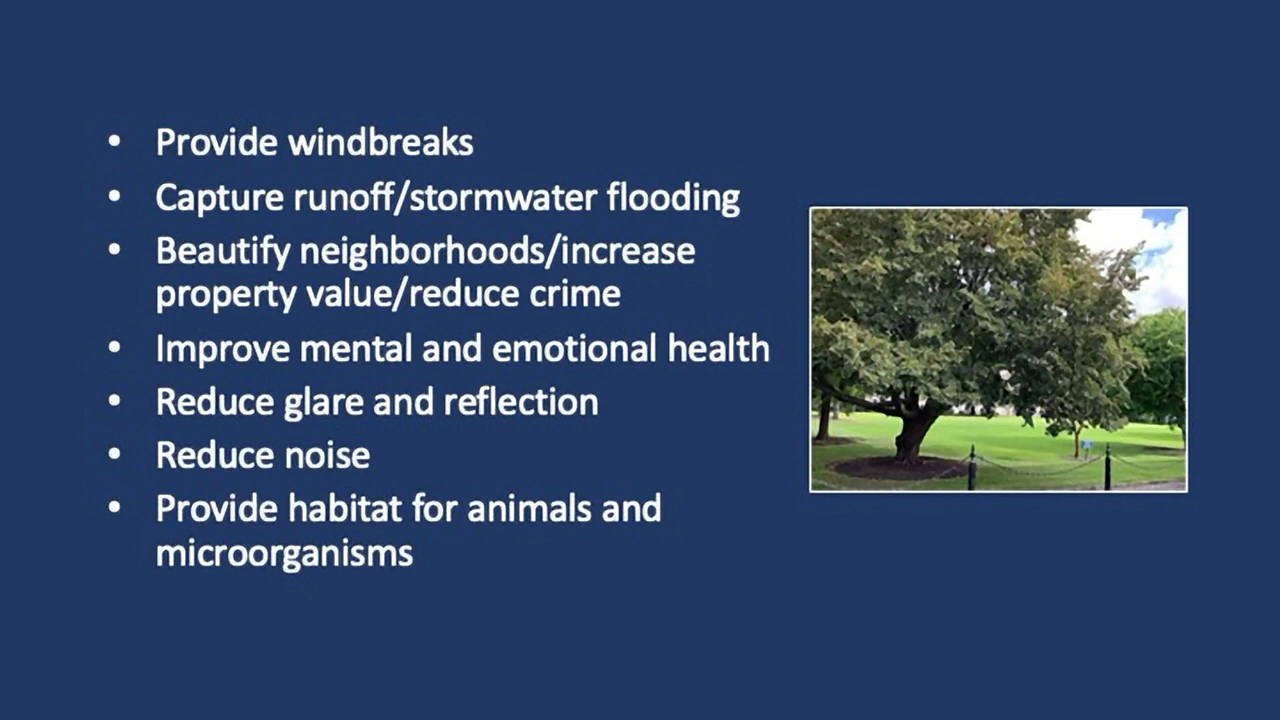 • Provide windbreaks
• Capture runoff/stormwater flooding
• Beautify neighborhoods/increase
property value/reduce crime
• Improve mental and emotional health
• Reduce glare and reflection
• Reduce noise
• Provide habitat for animals and
microorganisms